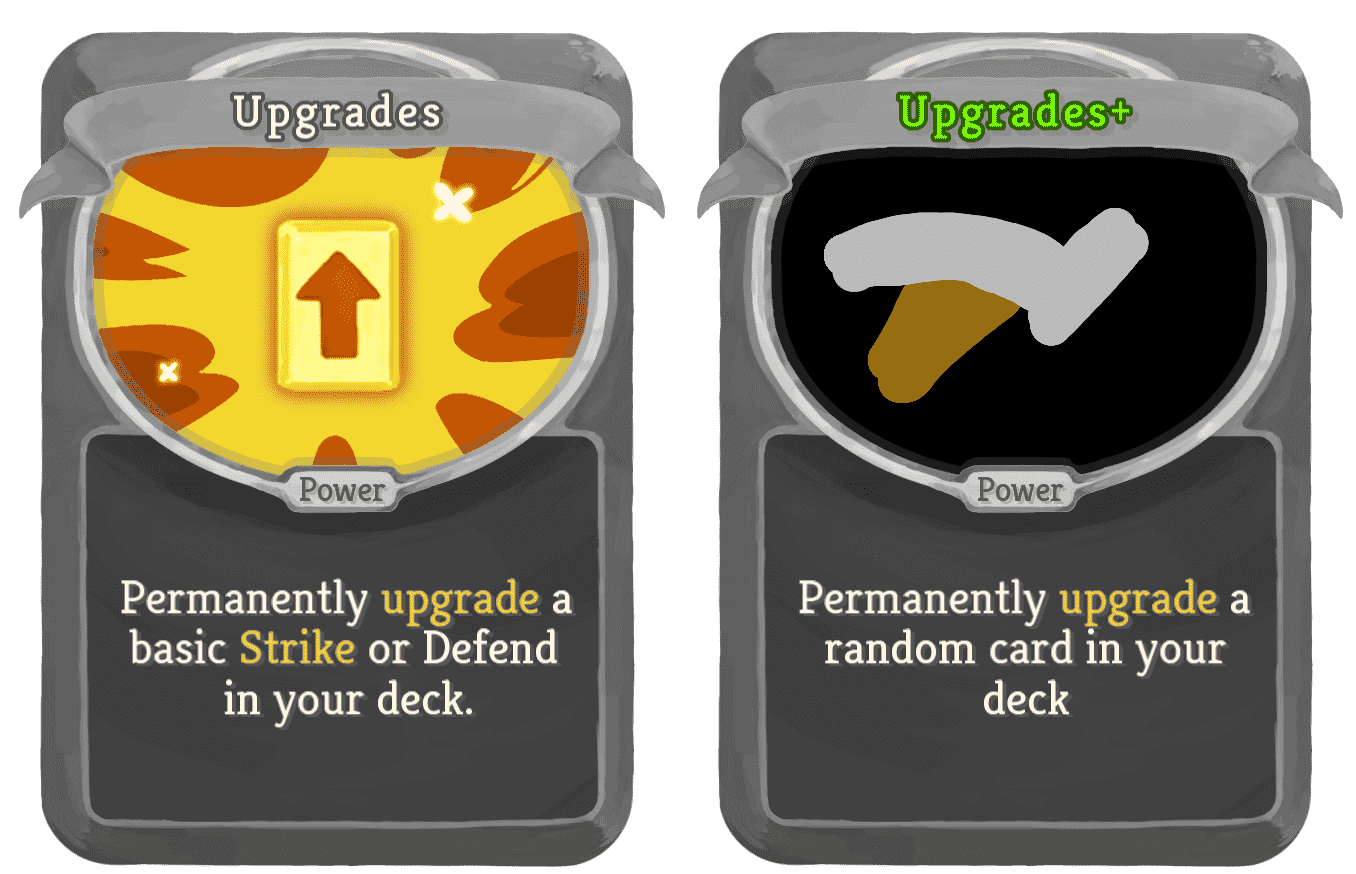 Upgrades
Power
Permanently upgrade a
basic Strike or Defend
in your deck.
Upgrades+
Power
Permanently upgrade a
random card in your
deck